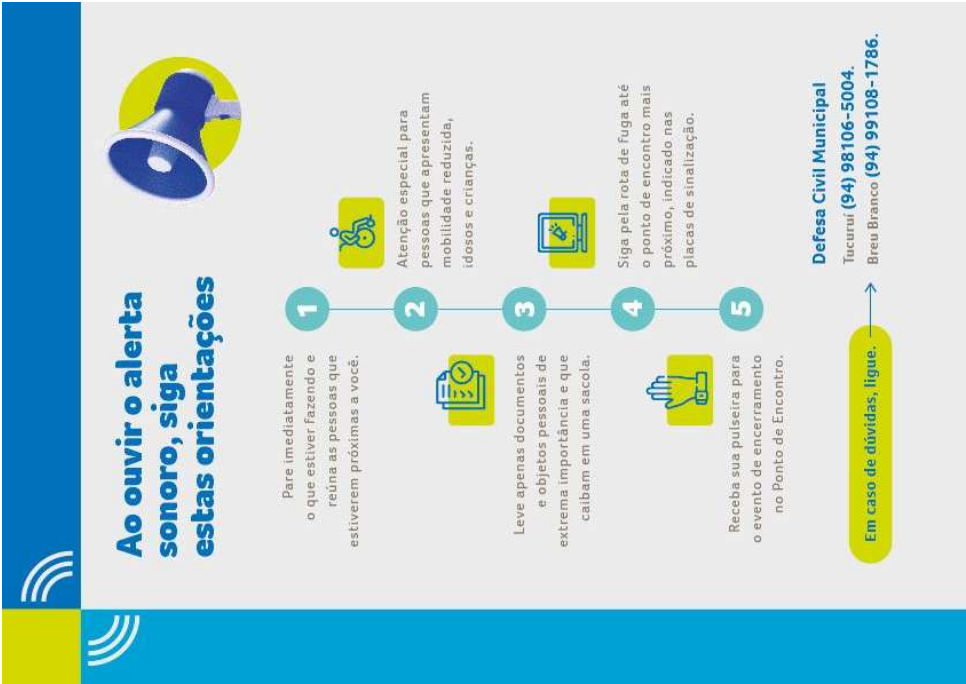 Ao ouvir o alerta
sonoro, siga
estas orientações
1
Pare imediatamente
o que estiver fazendo e
reúna as pessoas que
estiverem próximas a você.
2
Atenção especial para
pessoas que apresentam
mobilidade reduzida,
idosos e crianças.
3
Leve apenas documentos
e objetos pessoais de
extrema importância e que
caibam em uma sacola.
4
Siga pela rota de fuga até
o ponto de encontro mais
próximo, indicado nas
placas de sinalização.
5
Receba sua pulseira para
o evento de encerramento
no Ponto de Encontro.
Em caso de dúvidas, ligue.
Defesa Civil Municipal
Tucuruí (94) 98106-5004.
Breu Branco (94) 99108-1786.